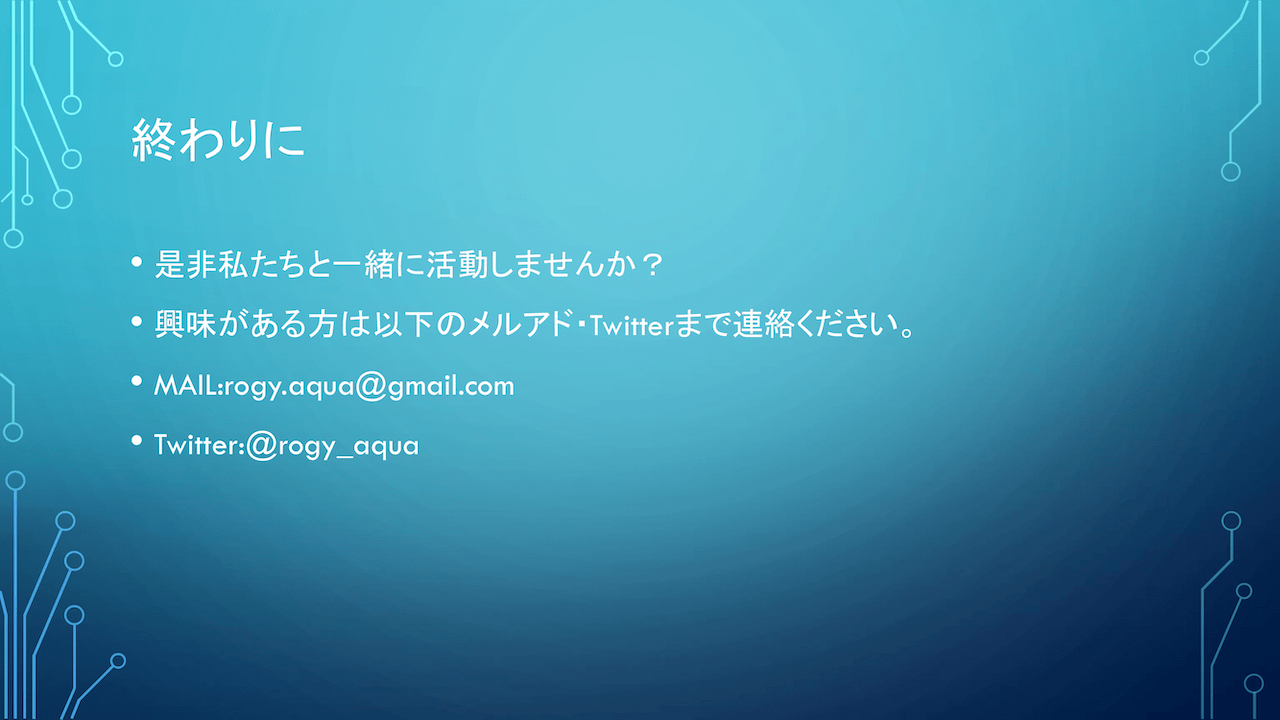 終わりに
• 是非私たちと一緒に活動しませんか？
• 興味がある方は以下のメルアド・Twitterまで連絡ください。
• MAIL:rogy.aqua@gmail.com
• Twitter:@rogy_aqua